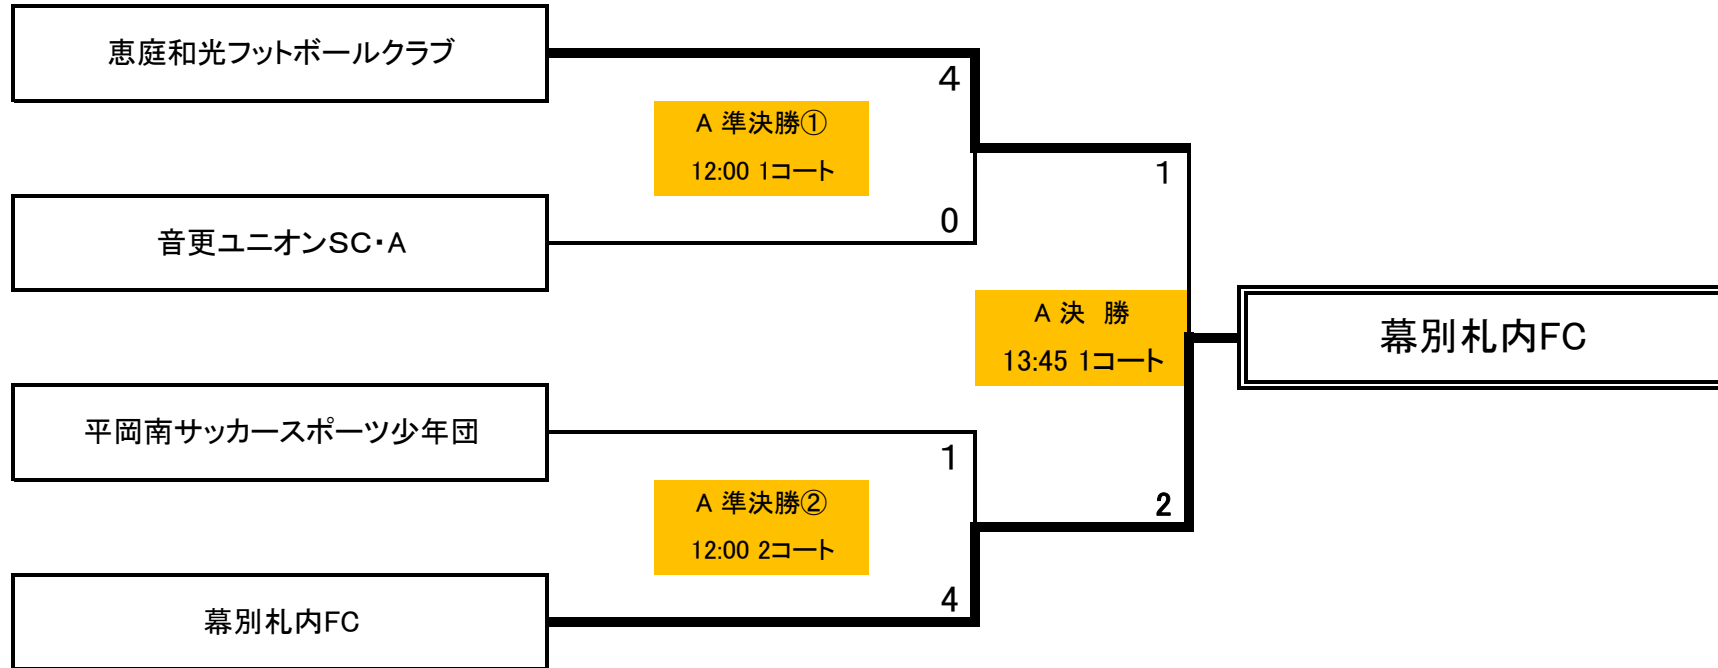 恵庭和光フットボールクラブ
4
A 準決勝①
12:00 1コート
1
0
音更ユニオンSC・A
A 決　勝
13:45 1コート
幕別札内FC
平岡南サッカースポーツ少年団
1
A 準決勝②
12:00 2コート
2
4
幕別札内FC